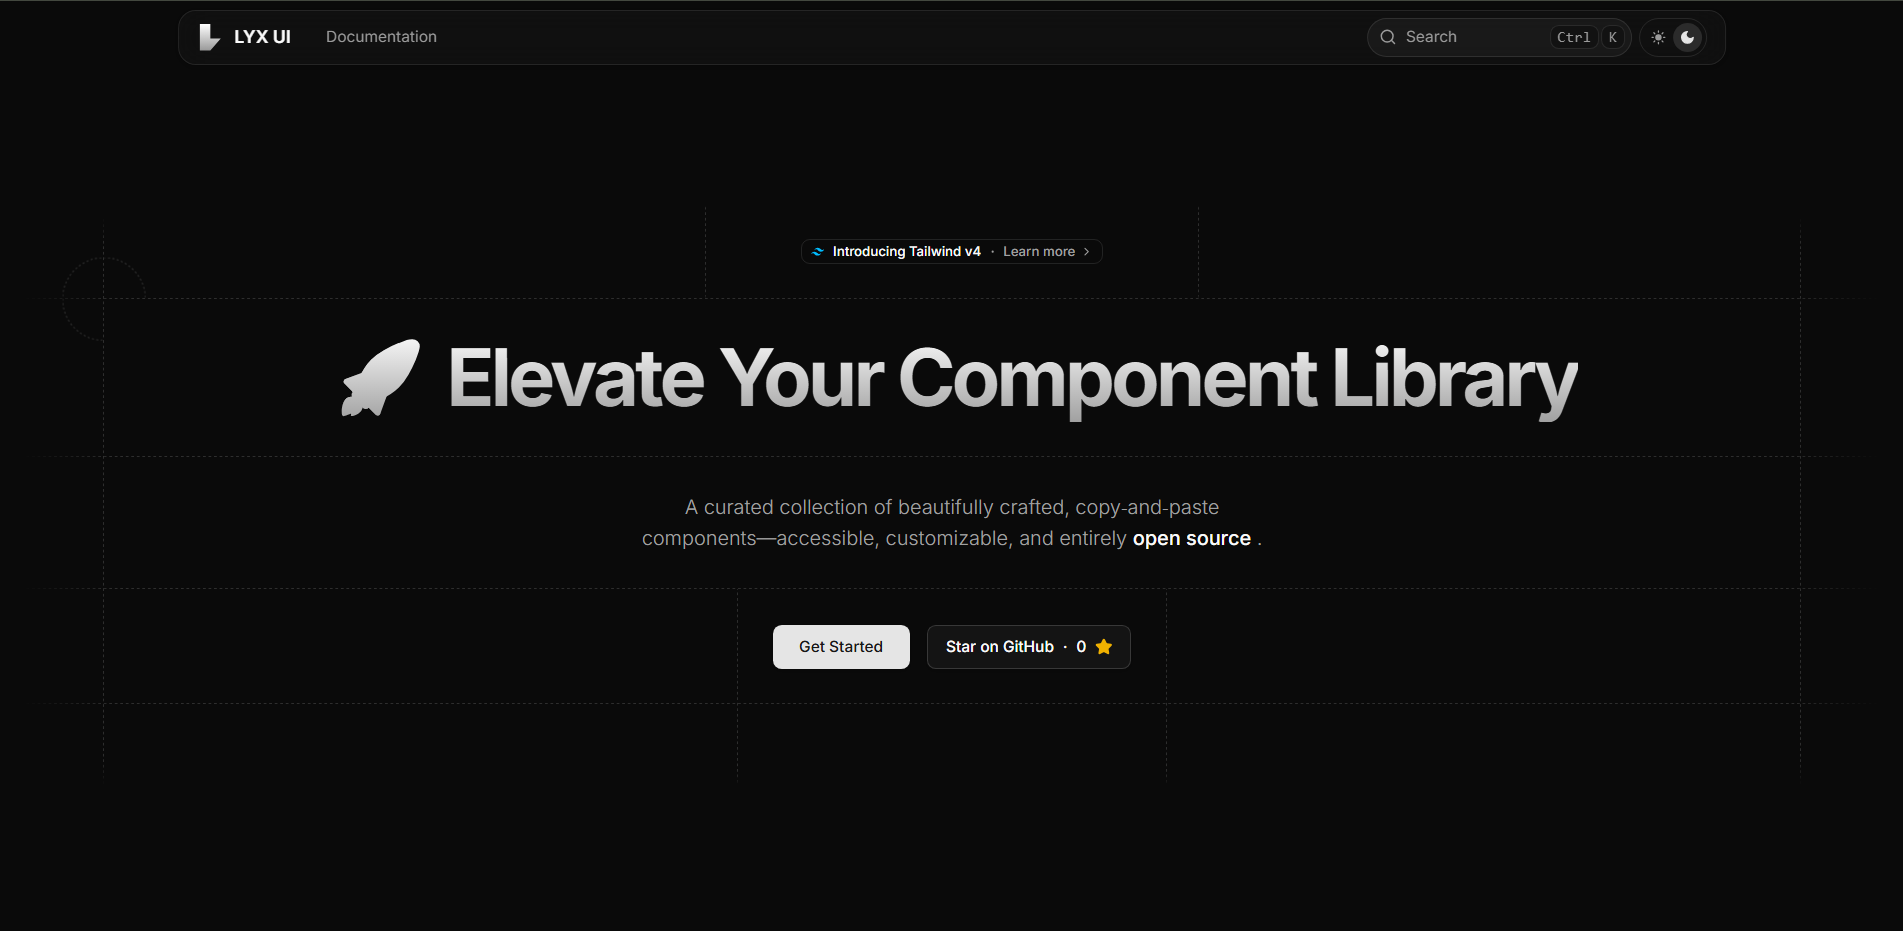 LYX UI
Documentation
Search
Ctrl K
Introducing Tailwind v4 · Learn more
Elevate Your Component Library
A curated collection of beautifully crafted, copy-and-paste
components—accessible, customizable, and entirely open source .
Get Started
Star on GitHub · 0